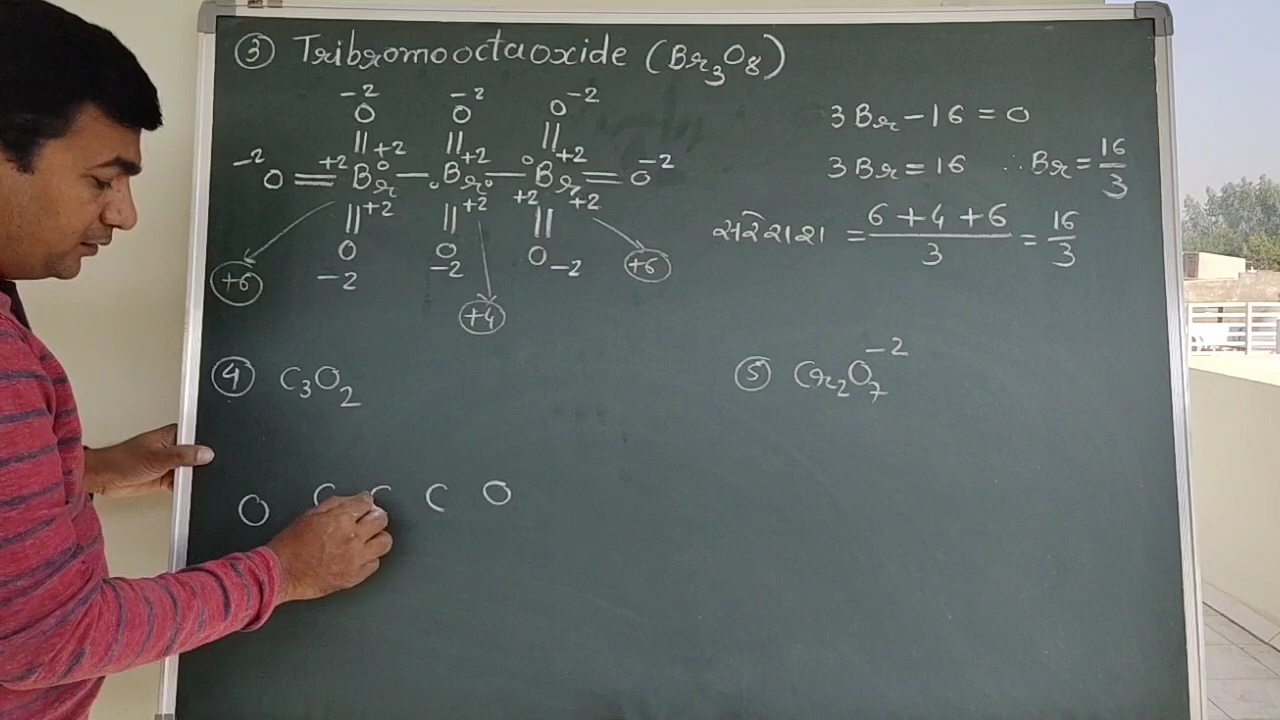 ③ Tribromooctaoxide (Br₃O₈)
-2 -2 -2
O O O
|| +2 || +2 || +2
-2 O = +2 Br - Br - Br = O -2
|| +2 || +2 +2 || +2
O O O
-2 -2 -2
+6 +4 +6
3Br - 16 = 0
3Br = 16 ∴ Br = 16/3
સરેરાશ = (6 + 4 + 6)/3 = 16/3
④ C₃O₂
O C C C O
⑤ Cr₂O₇⁻²